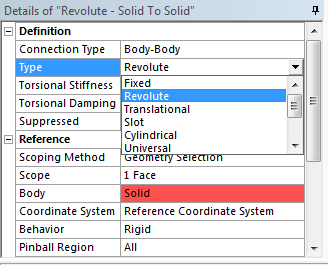 Details of "Revolute - Solid To Solid"
Definition
Connection Type Body-Body
Type Revolute
Torsional Stiffness Fixed
Revolute
Torsional Damping Translational
Suppressed Slot
Cylindrical
Reference Universal
Scoping Method Geometry Selection
Scope 1 Face
Body Solid
Coordinate System Reference Coordinate System
Behavior Rigid
Pinball Region All